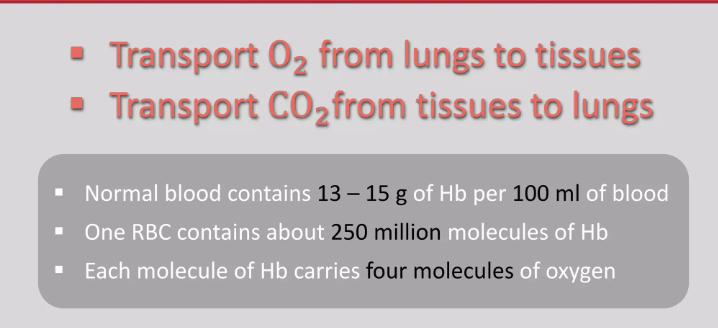 ▪ Transport O₂ from lungs to tissues
▪ Transport CO₂from tissues to lungs
▪ Normal blood contains 13 – 15 g of Hb per 100 ml of blood
▪ One RBC contains about 250 million molecules of Hb
▪ Each molecule of Hb carries four molecules of oxygen